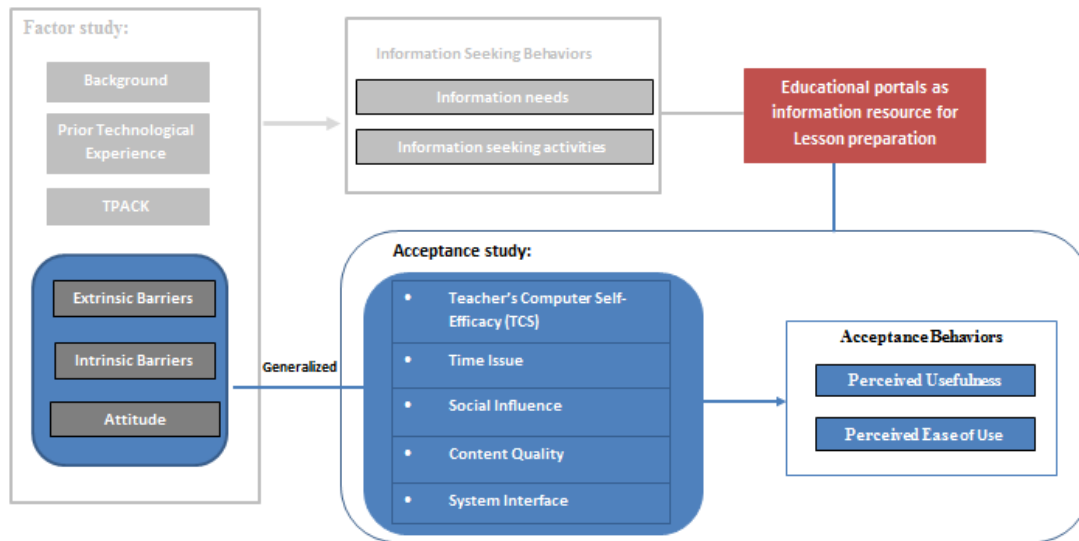 Factor study:
Background
Prior Technological
Experience
TPACK
Extrinsic Barriers
Intrinsic Barriers
Attitude
Information Seeking Behaviors
Information needs
Information seeking activities
Educational portals as
information resource for
Lesson preparation
Generalized
Acceptance study:
• Teacher's Computer Self-
Efficacy (TCS)
• Time Issue
• Social Influence
• Content Quality
• System Interface
Acceptance Behaviors
Perceived Usefulness
Perceived Ease of Use